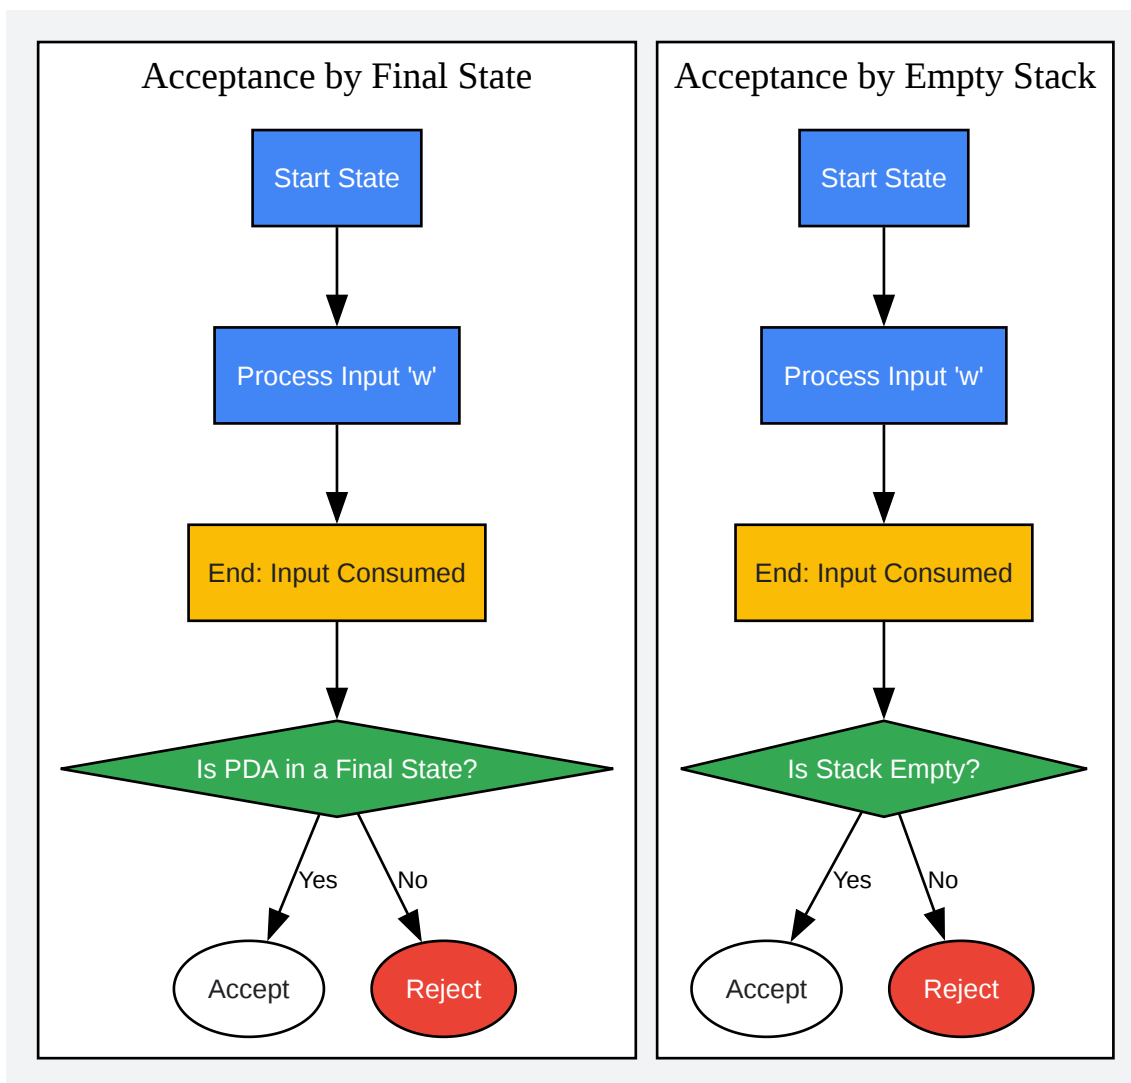 Acceptance by Final State
Start State
Process Input 'w'
End: Input Consumed
Is PDA in a Final State?
Yes
No
Accept
Reject
Acceptance by Empty Stack
Start State
Process Input 'w'
End: Input Consumed
Is Stack Empty?
Yes
No
Accept
Reject